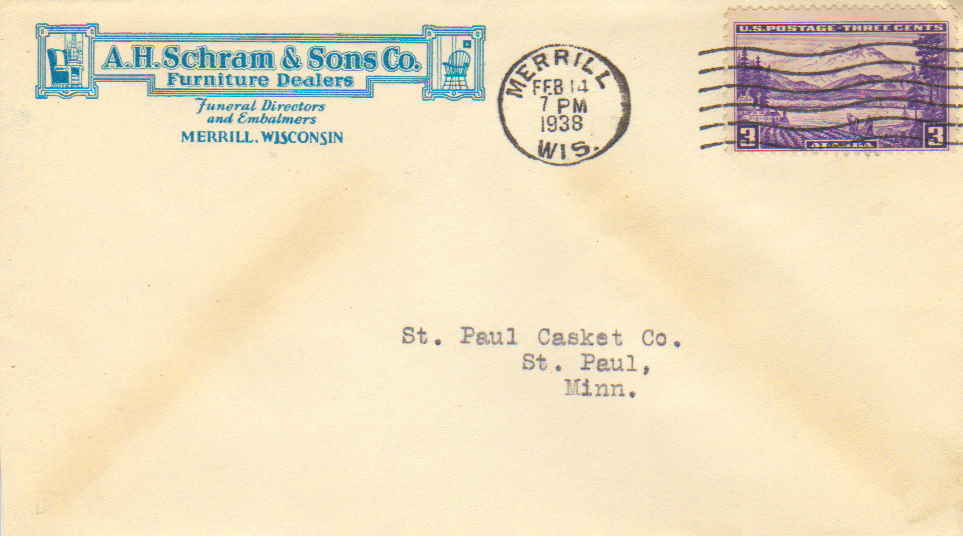 A.H. Schram & Sons Co.
Furniture Dealers
Funeral Directors
and Embalmers
MERRILL, WISCONSIN
MERRILL
FEB 14
7 PM
1938
WIS.
U.S. POSTAGE - THREE CENTS
3 ALASKA 3
St. Paul Casket Co.
St. Paul,
Minn.